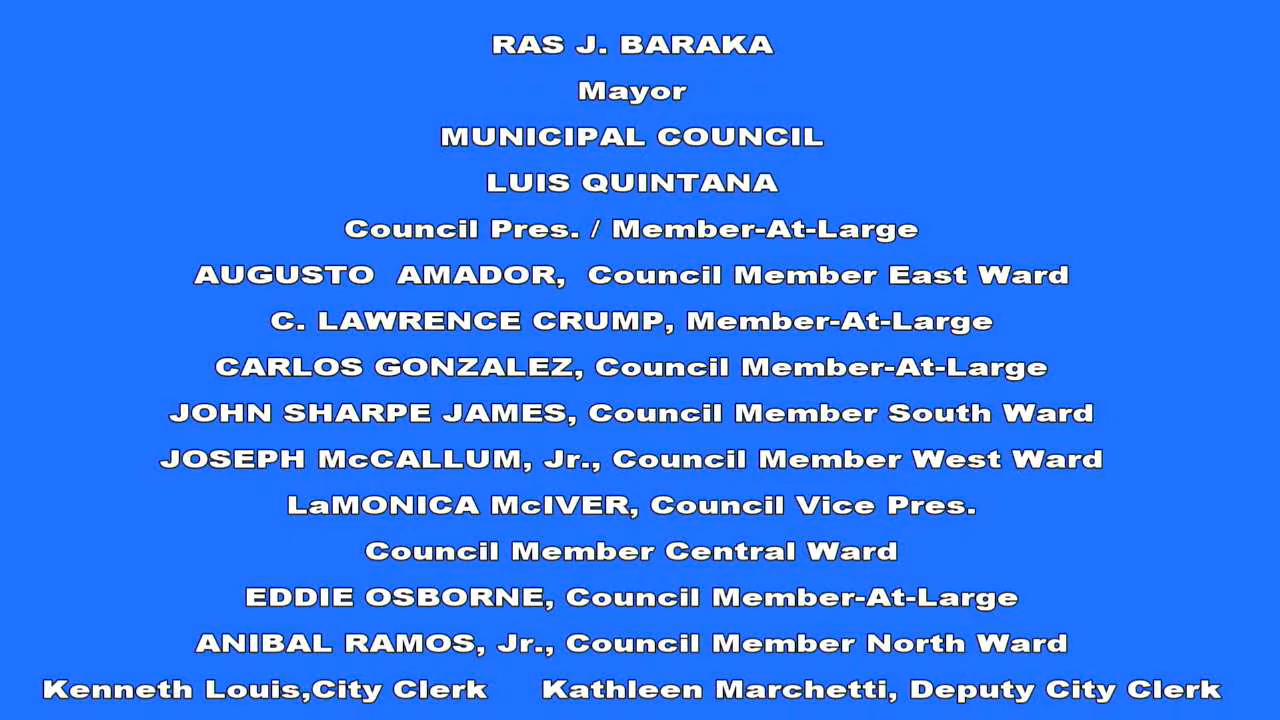 RAS J. BARAKA
Mayor
MUNICIPAL COUNCIL
LUIS QUINTANA
Council Pres. / Member-At-Large
AUGUSTO  AMADOR,  Council Member East Ward
C. LAWRENCE CRUMP, Member-At-Large
CARLOS GONZALEZ, Council Member-At-Large
JOHN SHARPE JAMES, Council Member South Ward
JOSEPH McCALLUM, Jr., Council Member West Ward
LaMONICA McIVER, Council Vice Pres.
Council Member Central Ward
EDDIE OSBORNE, Council Member-At-Large
ANIBAL RAMOS, Jr., Council Member North Ward
Kenneth Louis,City Clerk     Kathleen Marchetti, Deputy City Clerk